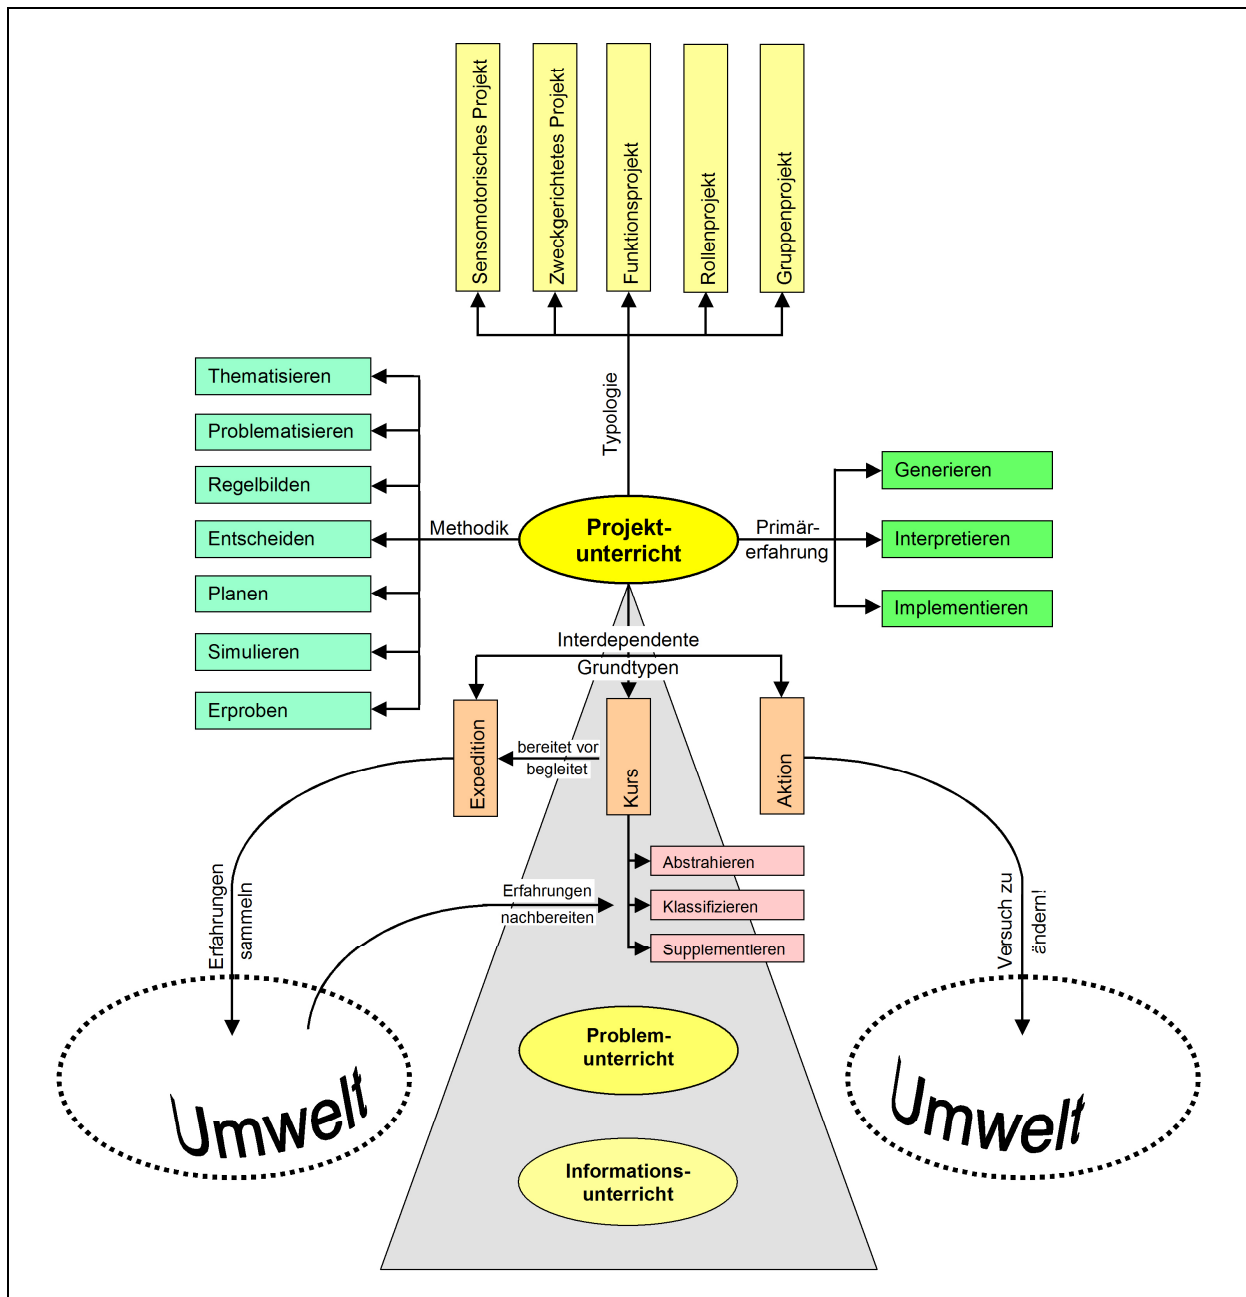 Sensomotorisches Projekt
Zweckgerichtetes Projekt
Funktionsprojekt
Rollenprojekt
Gruppenprojekt
Typologie
Thematisieren
Problematisieren
Regelbilden
Entscheiden
Planen
Simulieren
Erproben
Methodik
Projekt-
unterricht
Primär-
erfahrung
Generieren
Interpretieren
Implementieren
Interdependente
Grundtypen
Expedition
bereitet vor
begleitet
Kurs
Aktion
Abstrahieren
Klassifizieren
Supplementieren
Erfahrungen
sammeln
Erfahrungen
nachbereiten
Versuch zu
ändern!
Umwelt
Umwelt
Problem-
unterricht
Informations-
unterricht